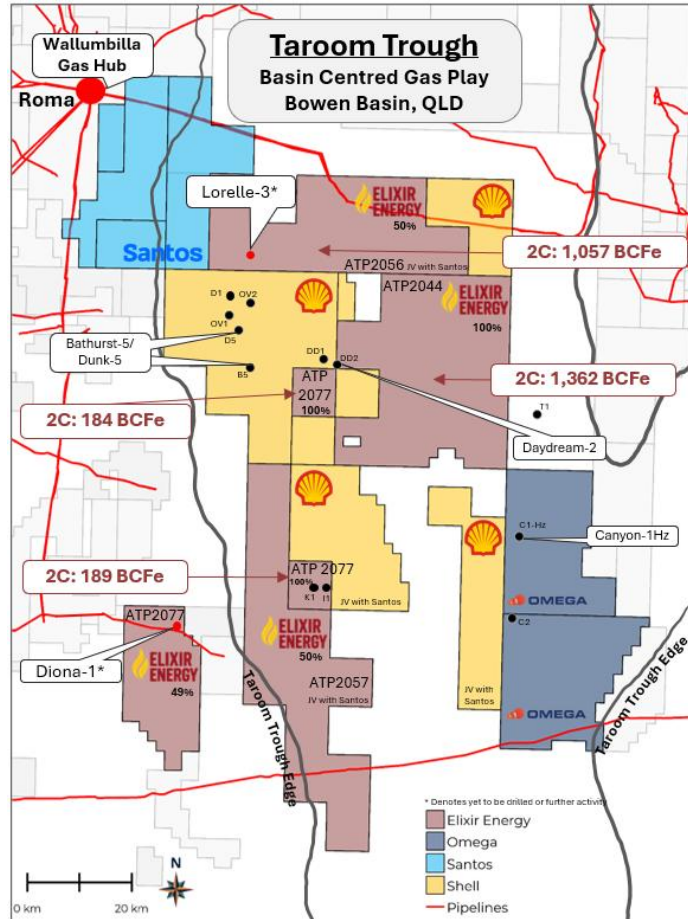 Taroom Trough
Basin Centred Gas Play
Bowen Basin, QLD
Wallumbilla
Gas Hub
Roma
Lorelle-3*
ELIXIR
ENERGY
50%
Santos
2C: 1,057 BCFe
ATP2056 JV with Santos
ATP2044
ELIXIR
ENERGY
100%
D1
OV2
OV1
D5
Bathurst-5/
Dunk-5
B5
DD1
DD2
ATP
2077
100%
2C: 1,362 BCFe
2C: 184 BCFe
T1
Daydream-2
C1-Hz
Canyon-1Hz
2C: 189 BCFe
ATP 2077
100%
K1
I1
JV with Santos
OMEGA
C2
ATP2077
Diona-1*
ELIXIR
ENERGY
49%
ELIXIR
ENERGY
50%
ATP2057
JV with Santos
JV with Santos
OMEGA
Taroom Trough Edge
Taroom Trough Edge
* Denotes yet to be drilled or further activity
Elixir Energy
Omega
Santos
Shell
Pipelines
N
0 km
20 km